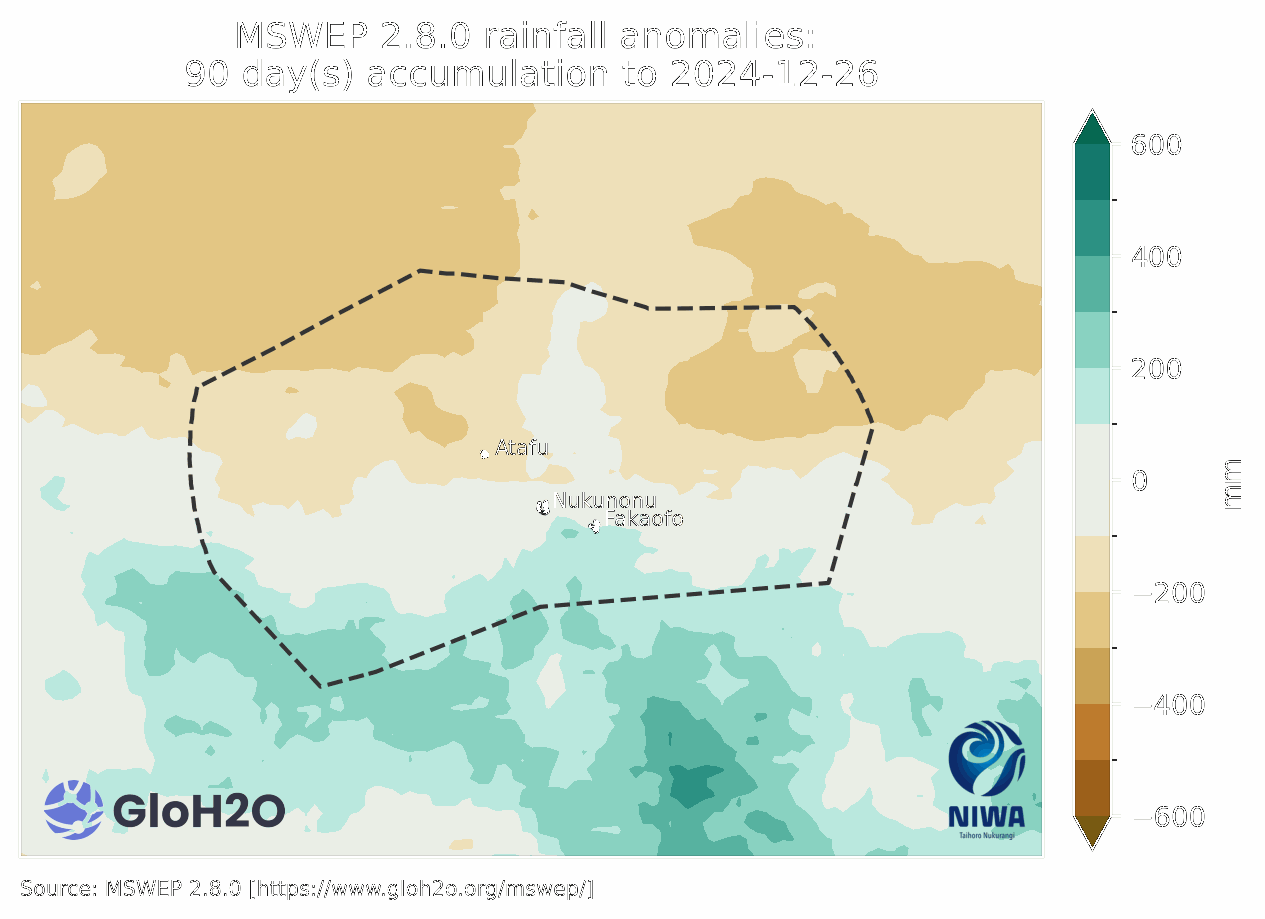 MSWEP 2.8.0 rainfall anomalies:
90 day(s) accumulation to 2024-12-26
600
400
200
0
−200
−400
−600
mm
Atafu
Nukunonu
Fakaofo
GloH2O
NIWA
Taihoro Nukurangi
Source: MSWEP 2.8.0 [https://www.gloh2o.org/mswep/]